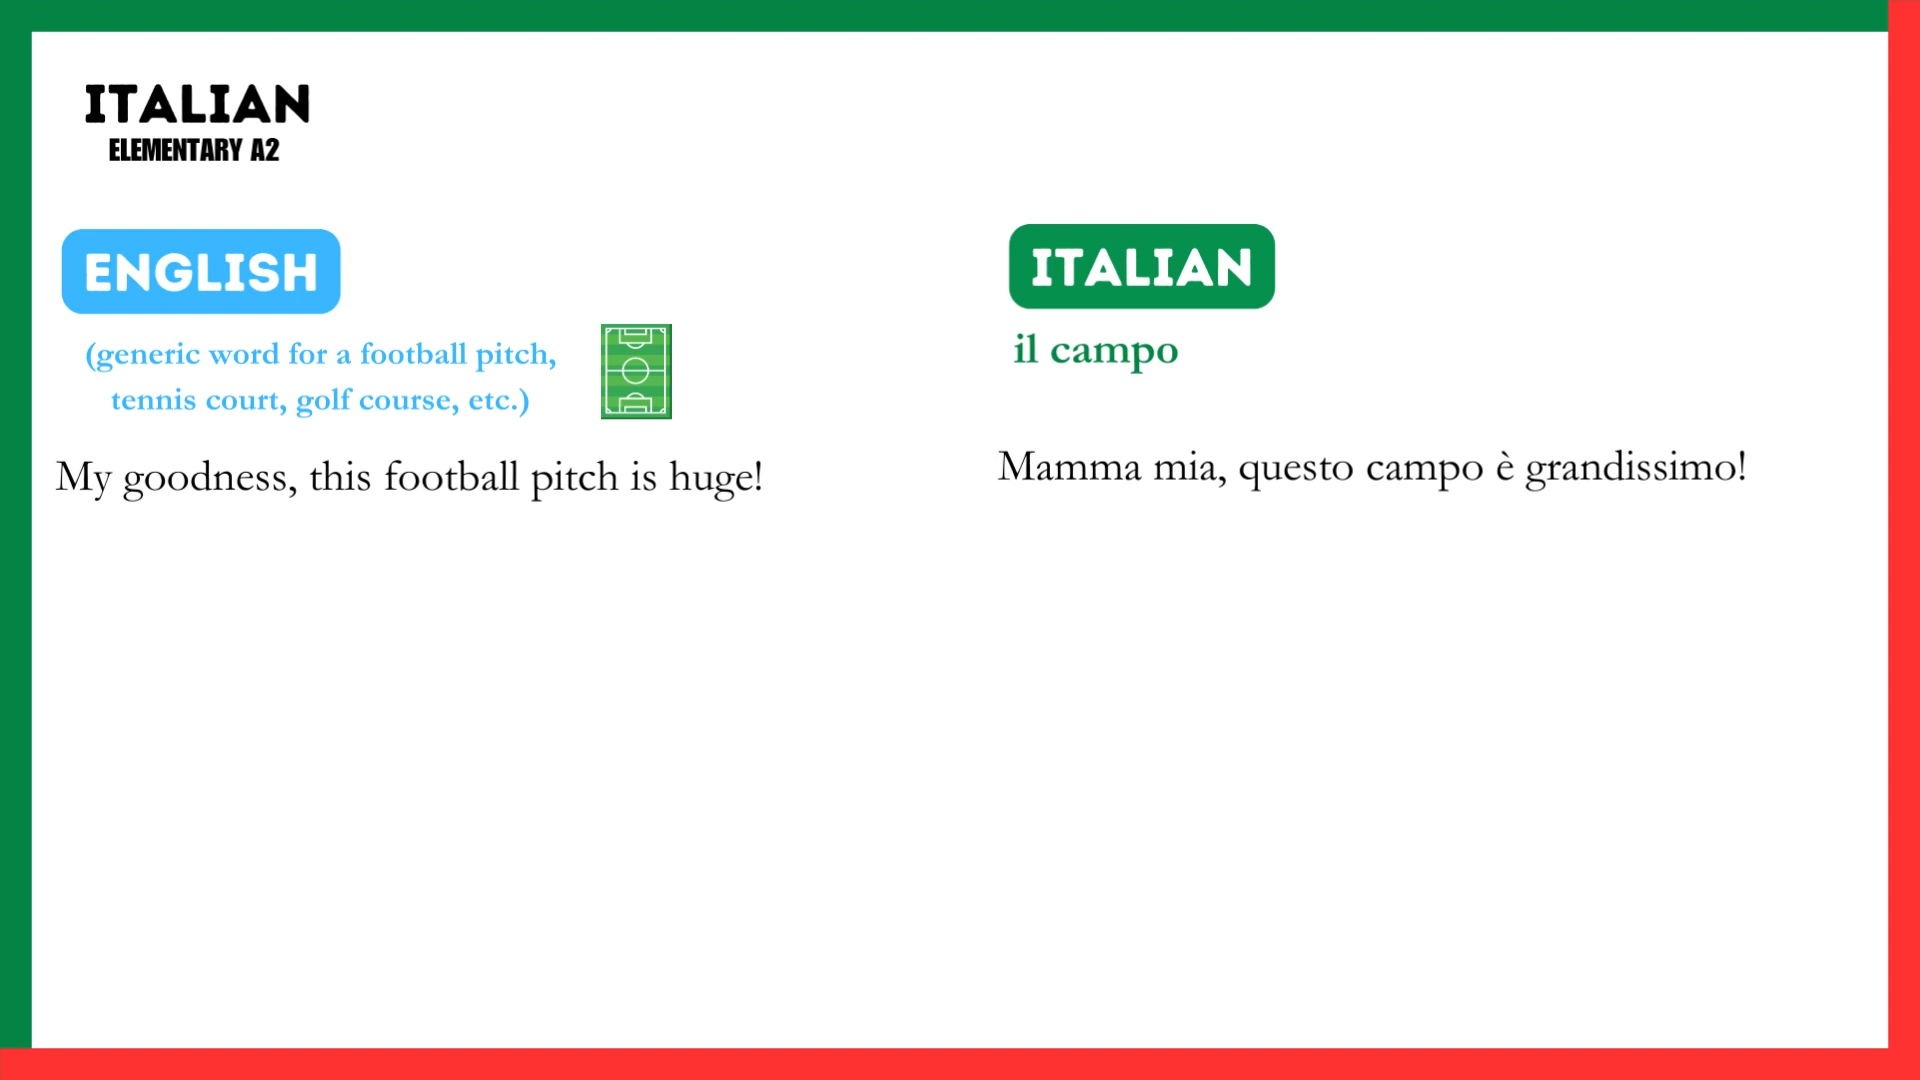 ITALIAN
ELEMENTARY A2
ENGLISH
(generic word for a football pitch,
tennis court, golf course, etc.)
My goodness, this football pitch is huge!
ITALIAN
il campo
Mamma mia, questo campo è grandissimo!